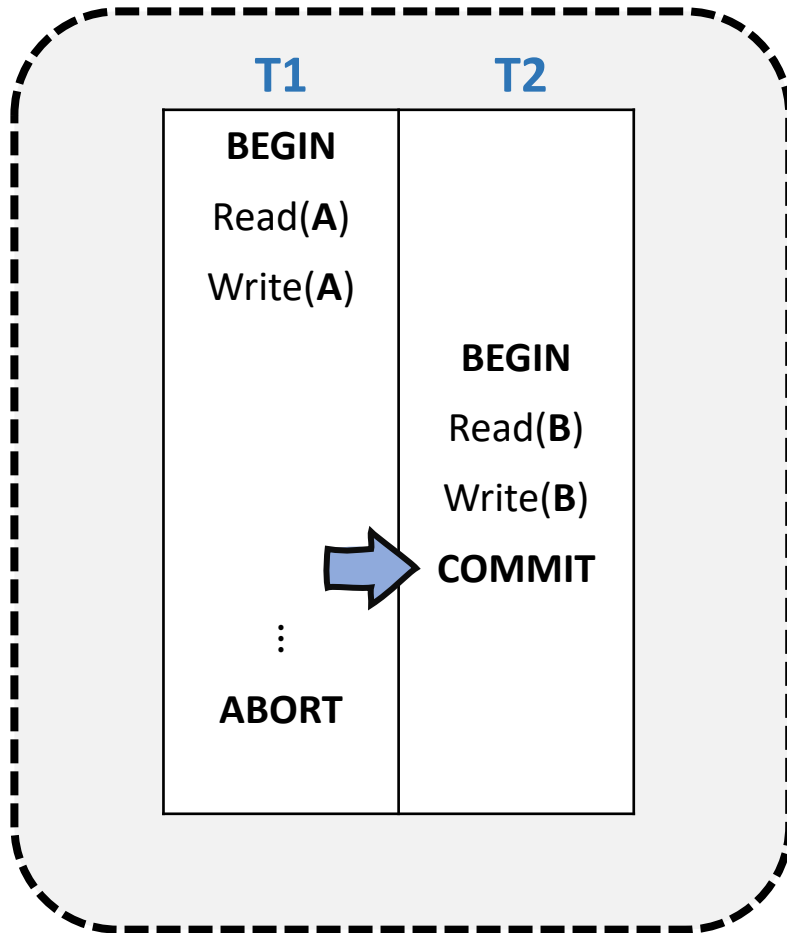 T1 T2
BEGIN
Read(A)
Write(A)
BEGIN
Read(B)
Write(B)
COMMIT
⋮
ABORT